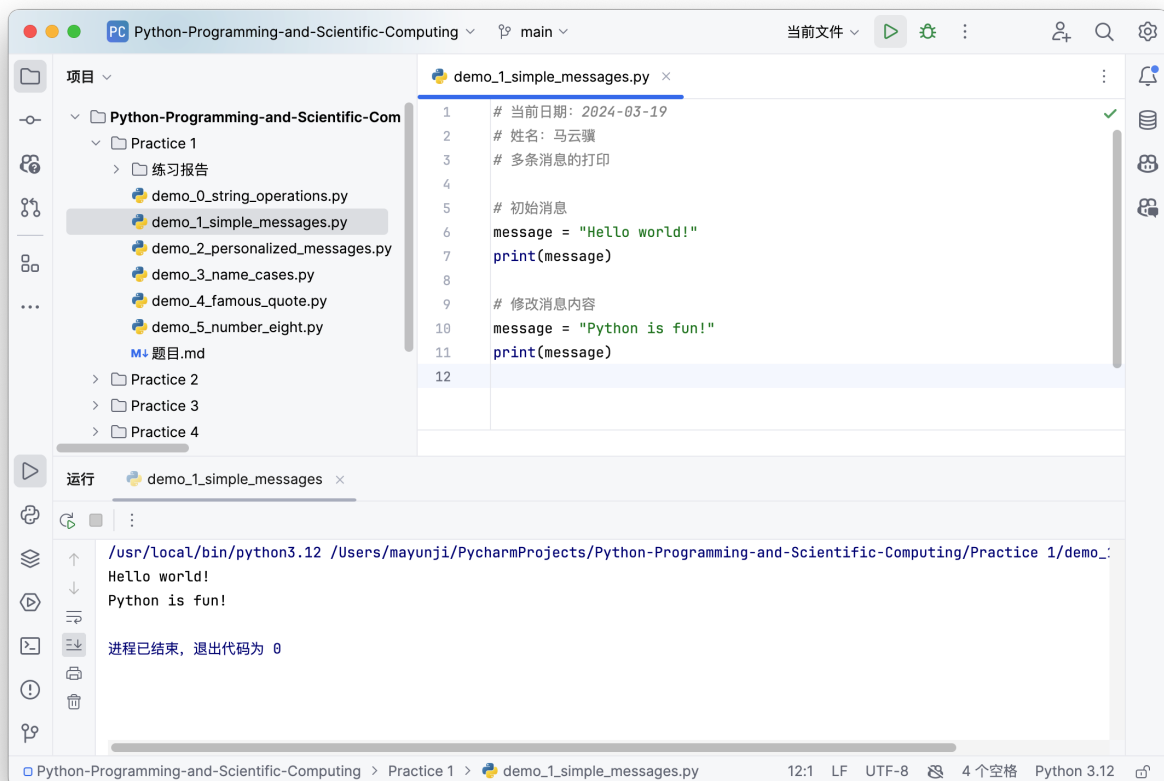 PC Python-Programming-and-Scientific-Computing main 当前文件
项目
Python-Programming-and-Scientific-Com
Practice 1
练习报告
demo_0_string_operations.py
demo_1_simple_messages.py
demo_2_personalized_messages.py
demo_3_name_cases.py
demo_4_famous_quote.py
demo_5_number_eight.py
M↓ 题目.md
Practice 2
Practice 3
Practice 4
demo_1_simple_messages.py
1 # 当前日期：2024-03-19
2 # 姓名：马云骥
3 # 多条消息的打印
4
5 # 初始消息
6 message = "Hello world!"
7 print(message)
8
9 # 修改消息内容
10 message = "Python is fun!"
11 print(message)
12
运行 demo_1_simple_messages
/usr/local/bin/python3.12 /Users/mayunji/PycharmProjects/Python-Programming-and-Scientific-Computing/Practice 1/demo_1
Hello world!
Python is fun!
进程已结束，退出代码为 0
Python-Programming-and-Scientific-Computing > Practice 1 > demo_1_simple_messages.py 12:1 LF UTF-8 4 个空格 Python 3.12